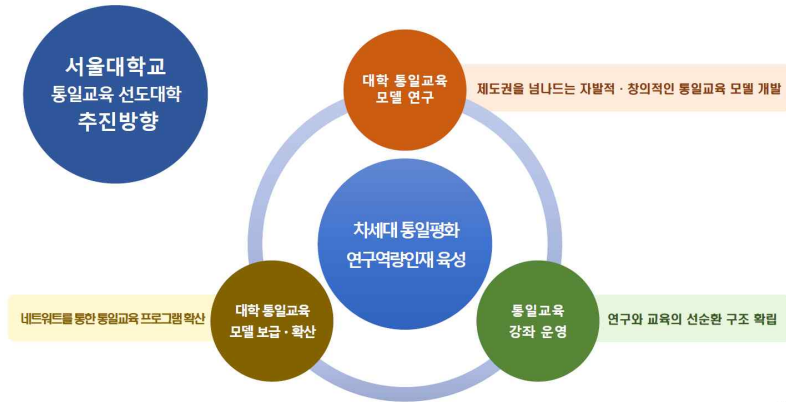 서울대학교
통일교육 선도대학
추진방향
대학 통일교육
모델 연구
제도권을 넘나드는 자발적·창의적인 통일교육 모델 개발
차세대 통일평화
연구역량인재 육성
네트워트를 통한 통일교육 프로그램 확산
대학 통일교육
모델 보급·확산
통일교육
강좌 운영
연구와 교육의 선순환 구조 확립